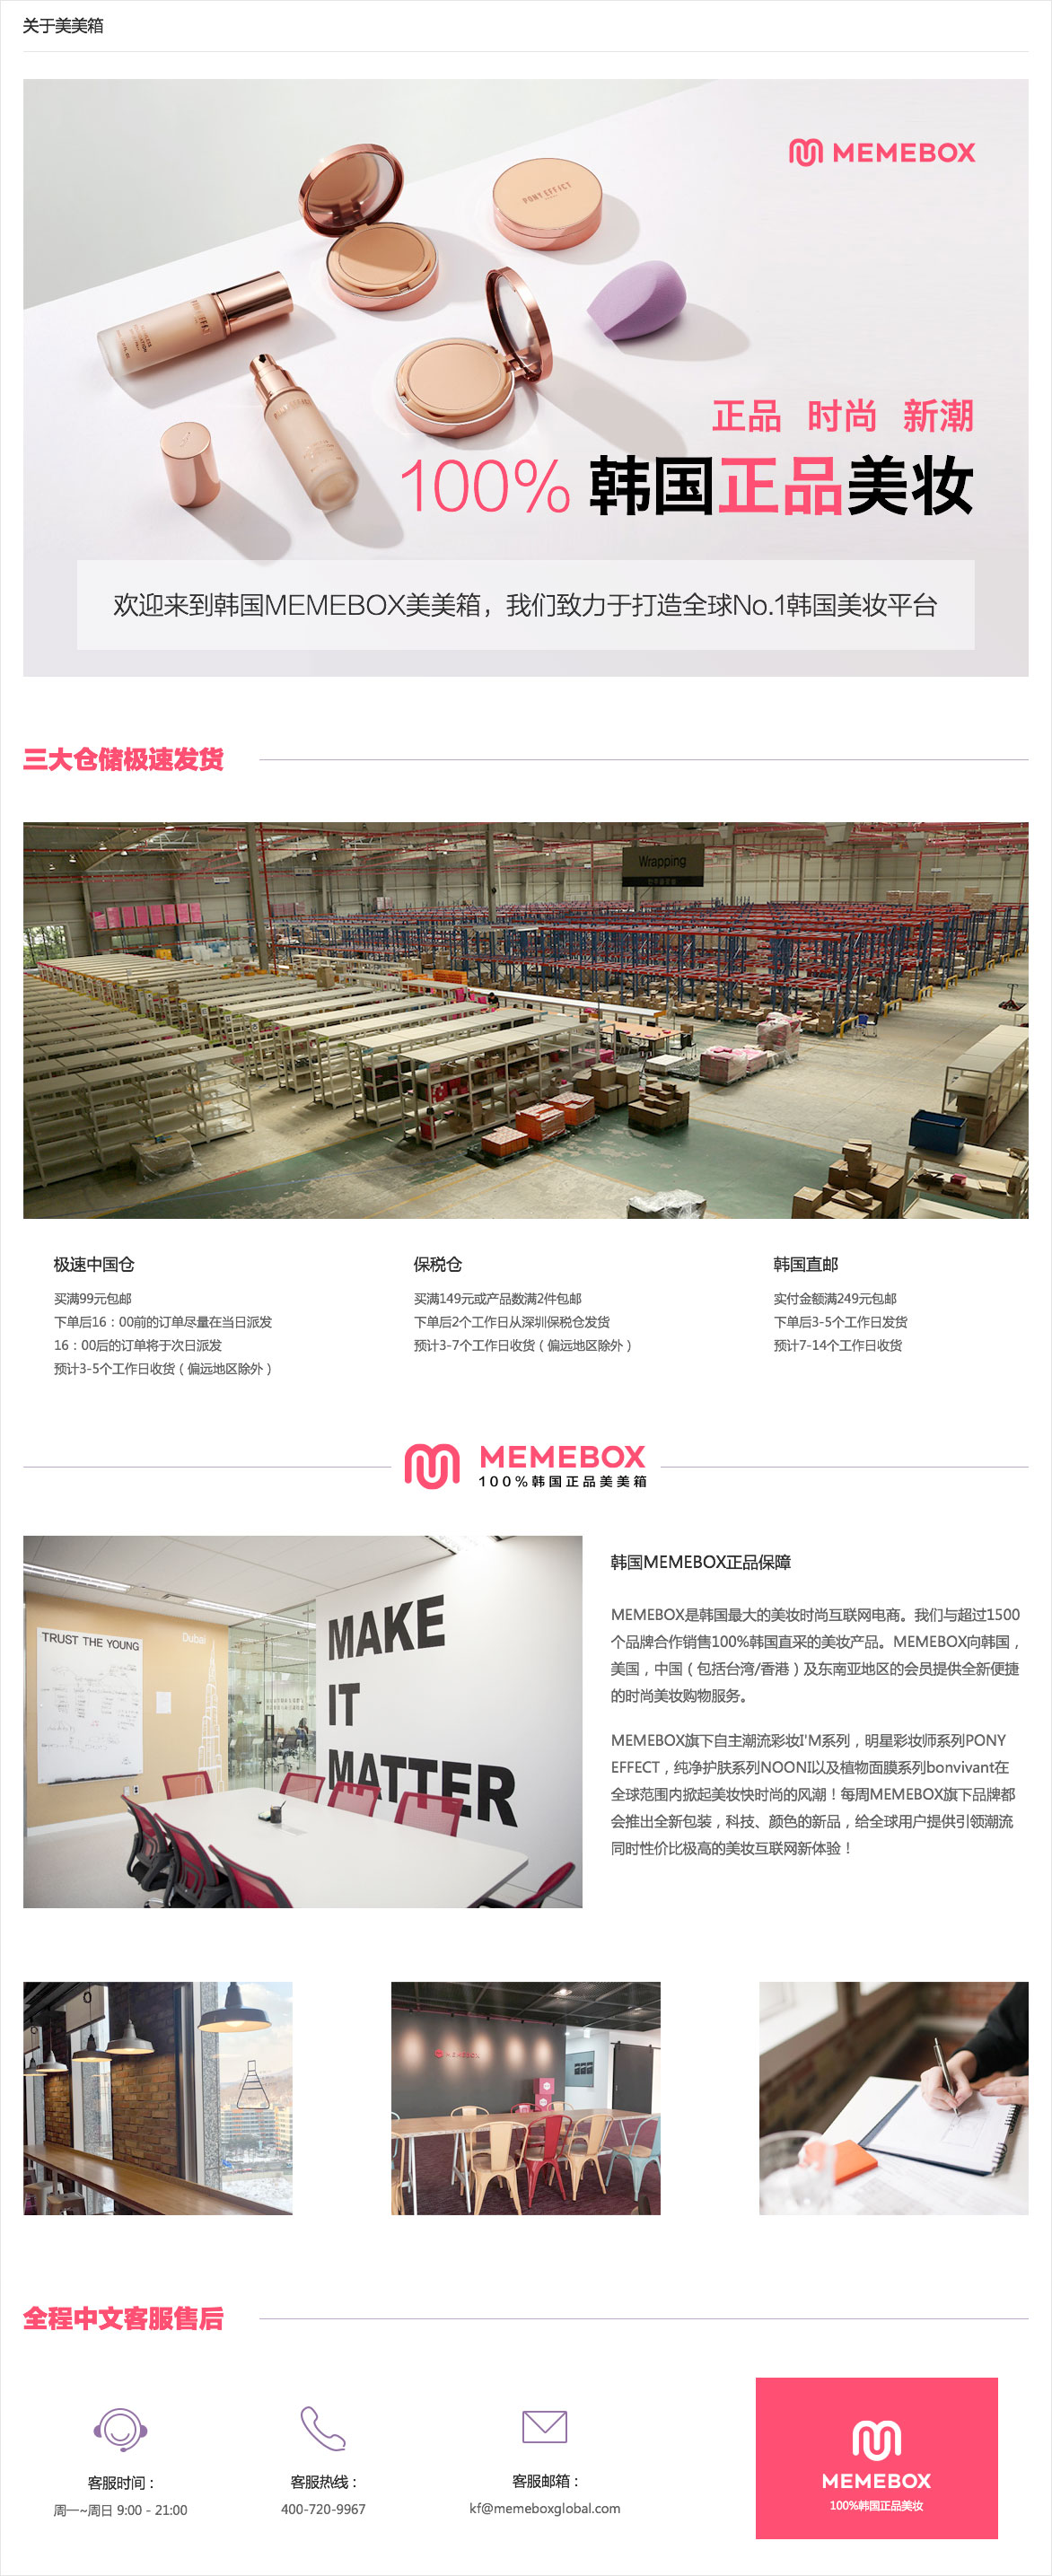 关于美美箱
MEMEBOX
PONY EFFECT
正品 时尚 新潮
100% 韩国正品美妆
欢迎来到韩国MEMEBOX美美箱，我们致力于打造全球No.1韩国美妆平台
三大仓储极速发货
Wrapping
极速中国仓
买满99元包邮
下单后16：00前的订单尽量在当日派发
16：00后的订单将于次日派发
预计3-5个工作日收货（偏远地区除外）
保税仓
买满149元或产品数满2件包邮
下单后2个工作日从深圳保税仓发货
预计3-7个工作日收货（偏远地区除外）
韩国直邮
实付金额满249元包邮
下单后3-5个工作日发货
预计7-14个工作日收货
MEMEBOX
100%韩国正品美美箱
TRUST THE YOUNG
Dubai
MAKE
IT
MATTER
韩国MEMEBOX正品保障
MEMEBOX是韩国最大的美妆时尚互联网电商。我们与超过1500
个品牌合作销售100%韩国直采的美妆产品。MEMEBOX向韩国，
美国，中国（包括台湾/香港）及东南亚地区的会员提供全新便捷
的时尚美妆购物服务。
MEMEBOX旗下自主潮流彩妆I'M系列，明星彩妆师系列PONY
EFFECT，纯净护肤系列NOONI以及植物面膜系列bonvivant在
全球范围内掀起美妆快时尚的风潮！每周MEMEBOX旗下品牌都
会推出全新包装，科技、颜色的新品，给全球用户提供引领潮流
同时性价比极高的美妆互联网新体验！
MEMEBOX
全程中文客服售后
客服时间：
周一~周日 9:00 - 21:00
客服热线：
400-720-9967
客服邮箱：
kf@memeboxglobal.com
MEMEBOX
100%韩国正品美妆